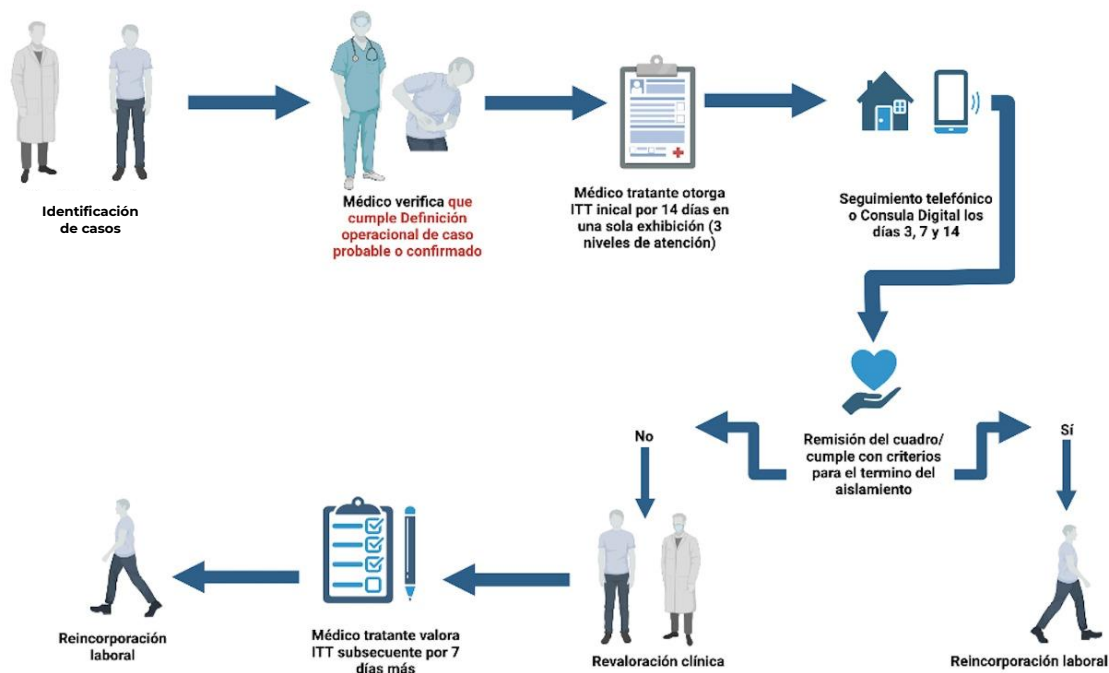 Identificación
de casos
Médico verifica que
cumple Definición
operacional de caso
probable o confirmado
Médico tratante otorga
ITT inical por 14 días en
una sola exhibición (3
niveles de atención)
Seguimiento telefónico
o Consula Digital los
días 3, 7 y 14
Remisión del cuadro/
cumple con criterios
para el termino del
aislamiento
No
Sí
Reincorporación
laboral
Médico tratante valora
ITT subsecuente por 7
días más
Revaloración clínica
Reincorporación laboral